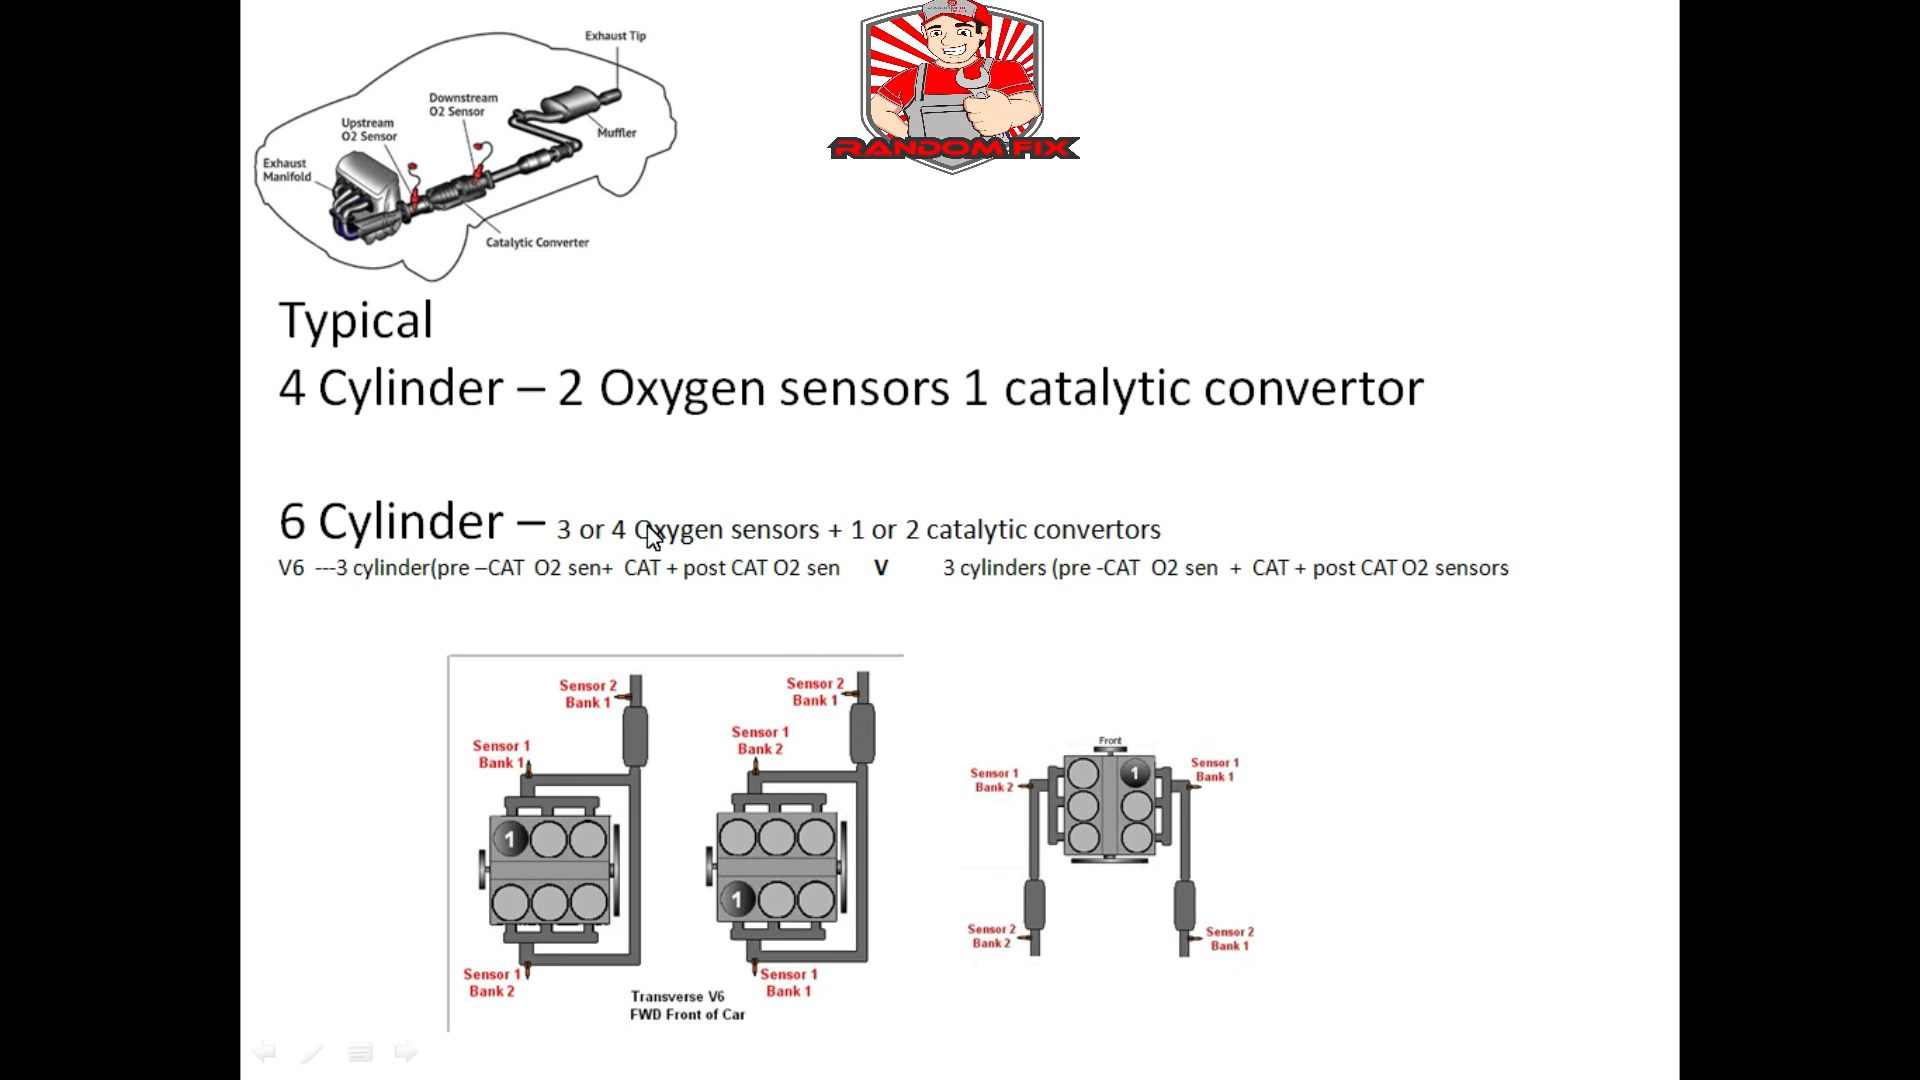 Exhaust Tip
Downstream
O2 Sensor
Upstream
O2 Sensor
Muffler
Exhaust
Manifold
Catalytic Converter
RANDOM FIX
Typical
4 Cylinder – 2 Oxygen sensors 1 catalytic convertor
6 Cylinder – 3 or 4 Oxygen sensors + 1 or 2 catalytic convertors
V6 ---3 cylinder(pre –CAT O2 sen+ CAT + post CAT O2 sen V 3 cylinders (pre -CAT O2 sen + CAT + post CAT O2 sensors
Sensor 2
Bank 1
Sensor 1
Bank 1
1
Sensor 1
Bank 2
Sensor 2
Bank 1
Sensor 1
Bank 2
1
Sensor 1
Bank 1
Transverse V6
FWD Front of Car
Front
Sensor 1
Bank 2
1
Sensor 1
Bank 1
Sensor 2
Bank 2
Sensor 2
Bank 1